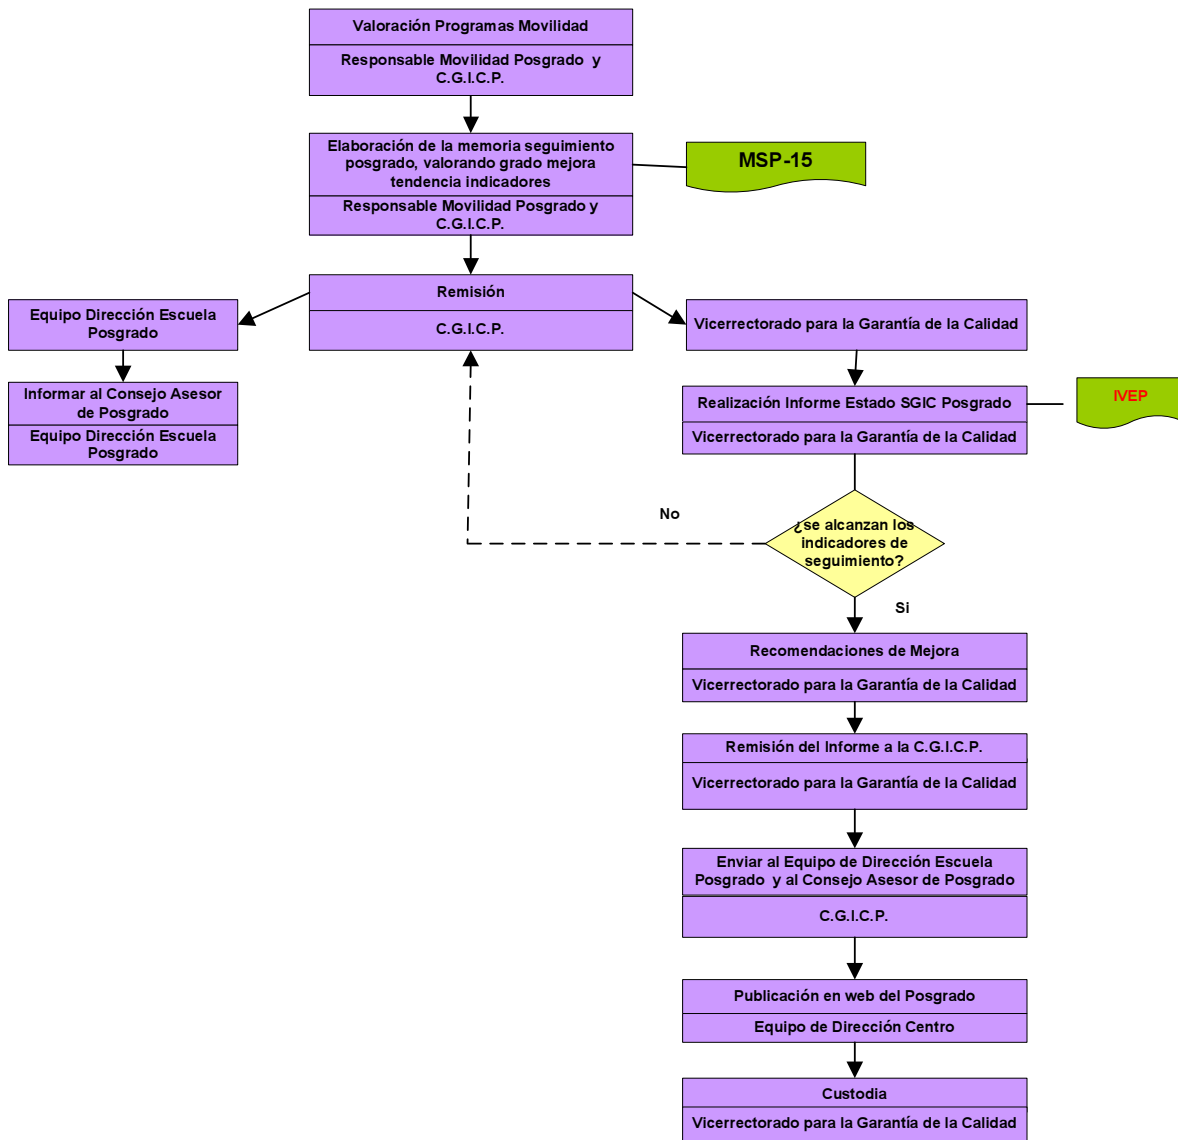 Valoración Programas Movilidad
Responsable Movilidad Posgrado y
C.G.I.C.P.
Elaboración de la memoria seguimiento
posgrado, valorando grado mejora
tendencia indicadores
Responsable Movilidad Posgrado y
C.G.I.C.P.
MSP-15
Remisión
C.G.I.C.P.
Equipo Dirección Escuela
Posgrado
Informar al Consejo Asesor
de Posgrado
Equipo Dirección Escuela
Posgrado
Vicerrectorado para la Garantía de la Calidad
Realización Informe Estado SGIC Posgrado
Vicerrectorado para la Garantía de la Calidad
IVEP
¿se alcanzan los
indicadores de
seguimiento?
No
Si
Recomendaciones de Mejora
Vicerrectorado para la Garantía de la Calidad
Remisión del Informe a la C.G.I.C.P.
Vicerrectorado para la Garantía de la Calidad
Enviar al Equipo de Dirección Escuela
Posgrado y al Consejo Asesor de Posgrado
C.G.I.C.P.
Publicación en web del Posgrado
Equipo de Dirección Centro
Custodia
Vicerrectorado para la Garantía de la Calidad